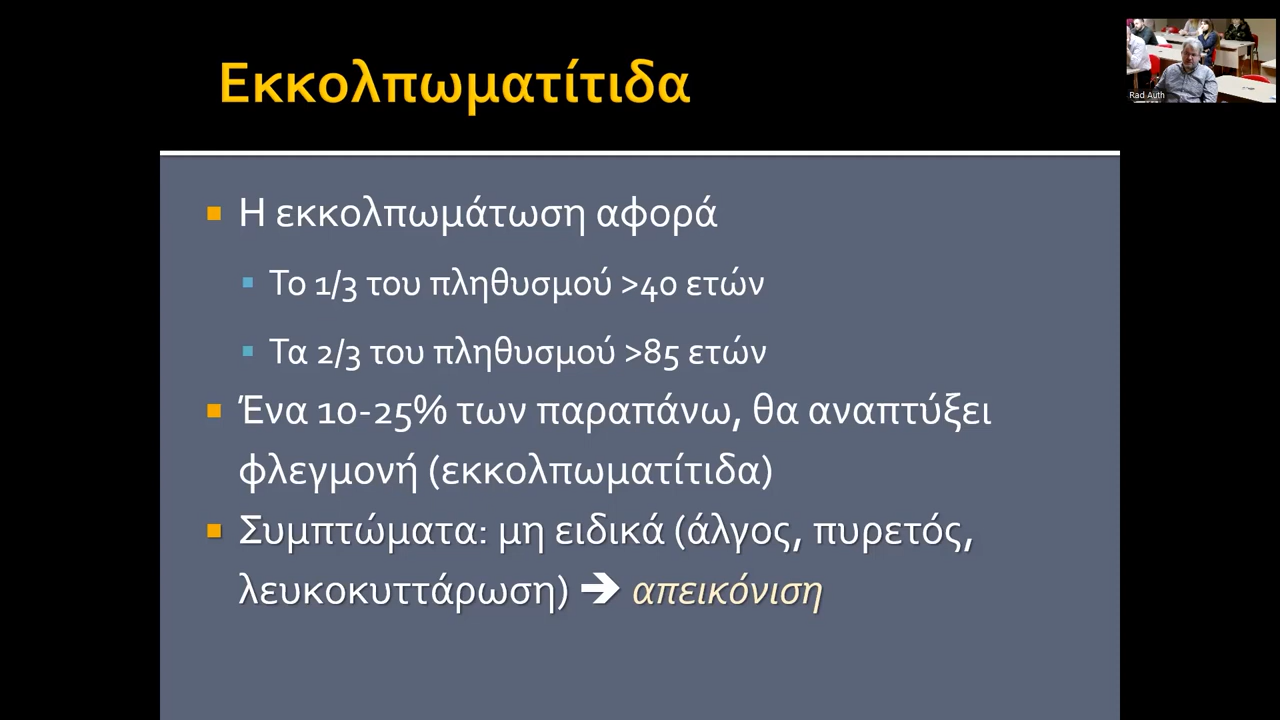 Εκκολπωματίτιδα
Rad Auth
Η εκκολπωμάτωση αφορά
Το 1/3 του πληθυσμού >40 ετών
Τα 2/3 του πληθυσμού >85 ετών
Ένα 10-25% των παραπάνω, θα αναπτύξει
φλεγμονή (εκκολπωματίτιδα)
Συμπτώματα: μη ειδικά (άλγος, πυρετός,
λευκοκυττάρωση) ➔ απεικόνιση